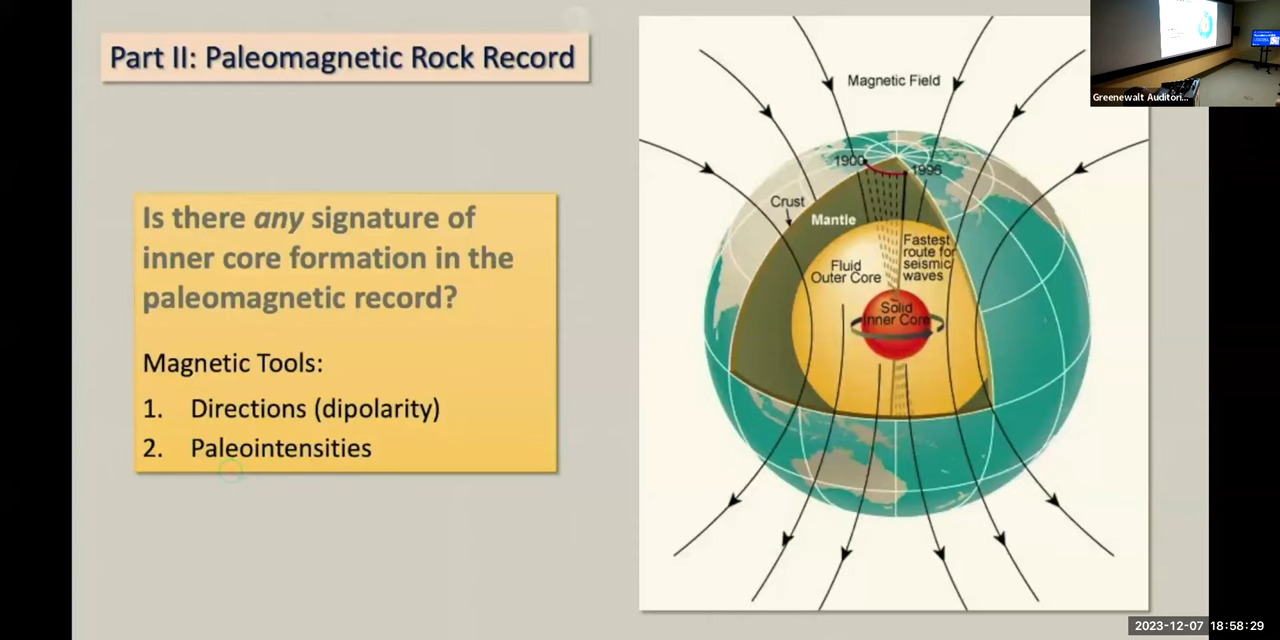 Part II: Paleomagnetic Rock Record
Is there any signature of
inner core formation in the
paleomagnetic record?
Magnetic Tools:
1. Directions (dipolarity)
2. Paleointensities
Magnetic Field
1900
1996
Crust
Mantle
Fastest
route for
seismic
waves
Fluid
Outer Core
Solid
Inner Core
Greenewalt Auditori...
2023-12-07 18:58:29